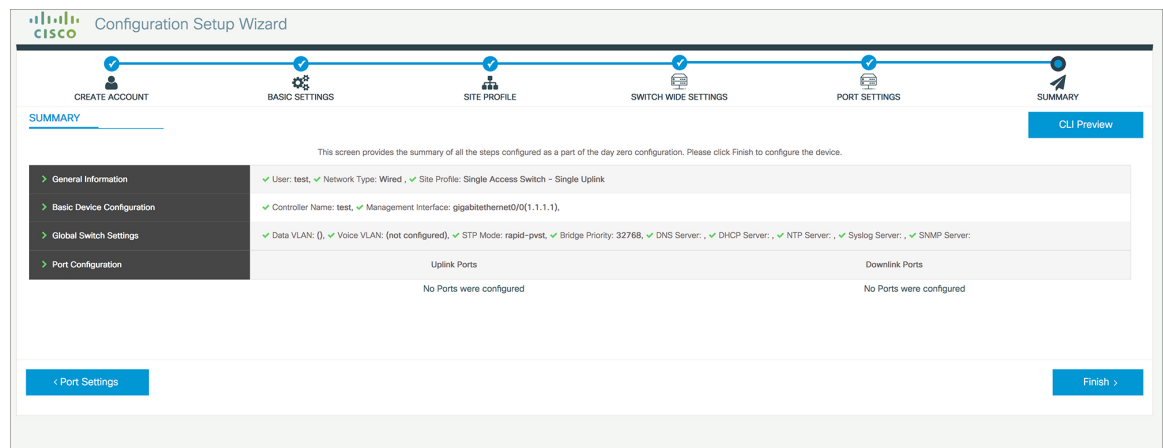 CISCO Configuration Setup Wizard
CREATE ACCOUNT BASIC SETTINGS SITE PROFILE SWITCH WIDE SETTINGS PORT SETTINGS SUMMARY
SUMMARY
CLI Preview
This screen provides the summary of all the steps configured as a part of the day zero configuration. Please click Finish to configure the device.
> General Information ✔ User: test, ✔ Network Type: Wired , ✔ Site Profile: Single Access Switch - Single Uplink
> Basic Device Configuration ✔ Controller Name: test, ✔ Management Interface: gigabitethernet0/0(1.1.1.1),
> Global Switch Settings ✔ Data VLAN: (), ✔ Voice VLAN: (not configured), ✔ STP Mode: rapid-pvst, ✔ Bridge Priority: 32768, ✔ DNS Server: , ✔ DHCP Server: , ✔ NTP Server: , ✔ Syslog Server: , ✔ SNMP Server:
> Port Configuration Uplink Ports Downlink Ports
No Ports were configured No Ports were configured
< Port Settings Finish >